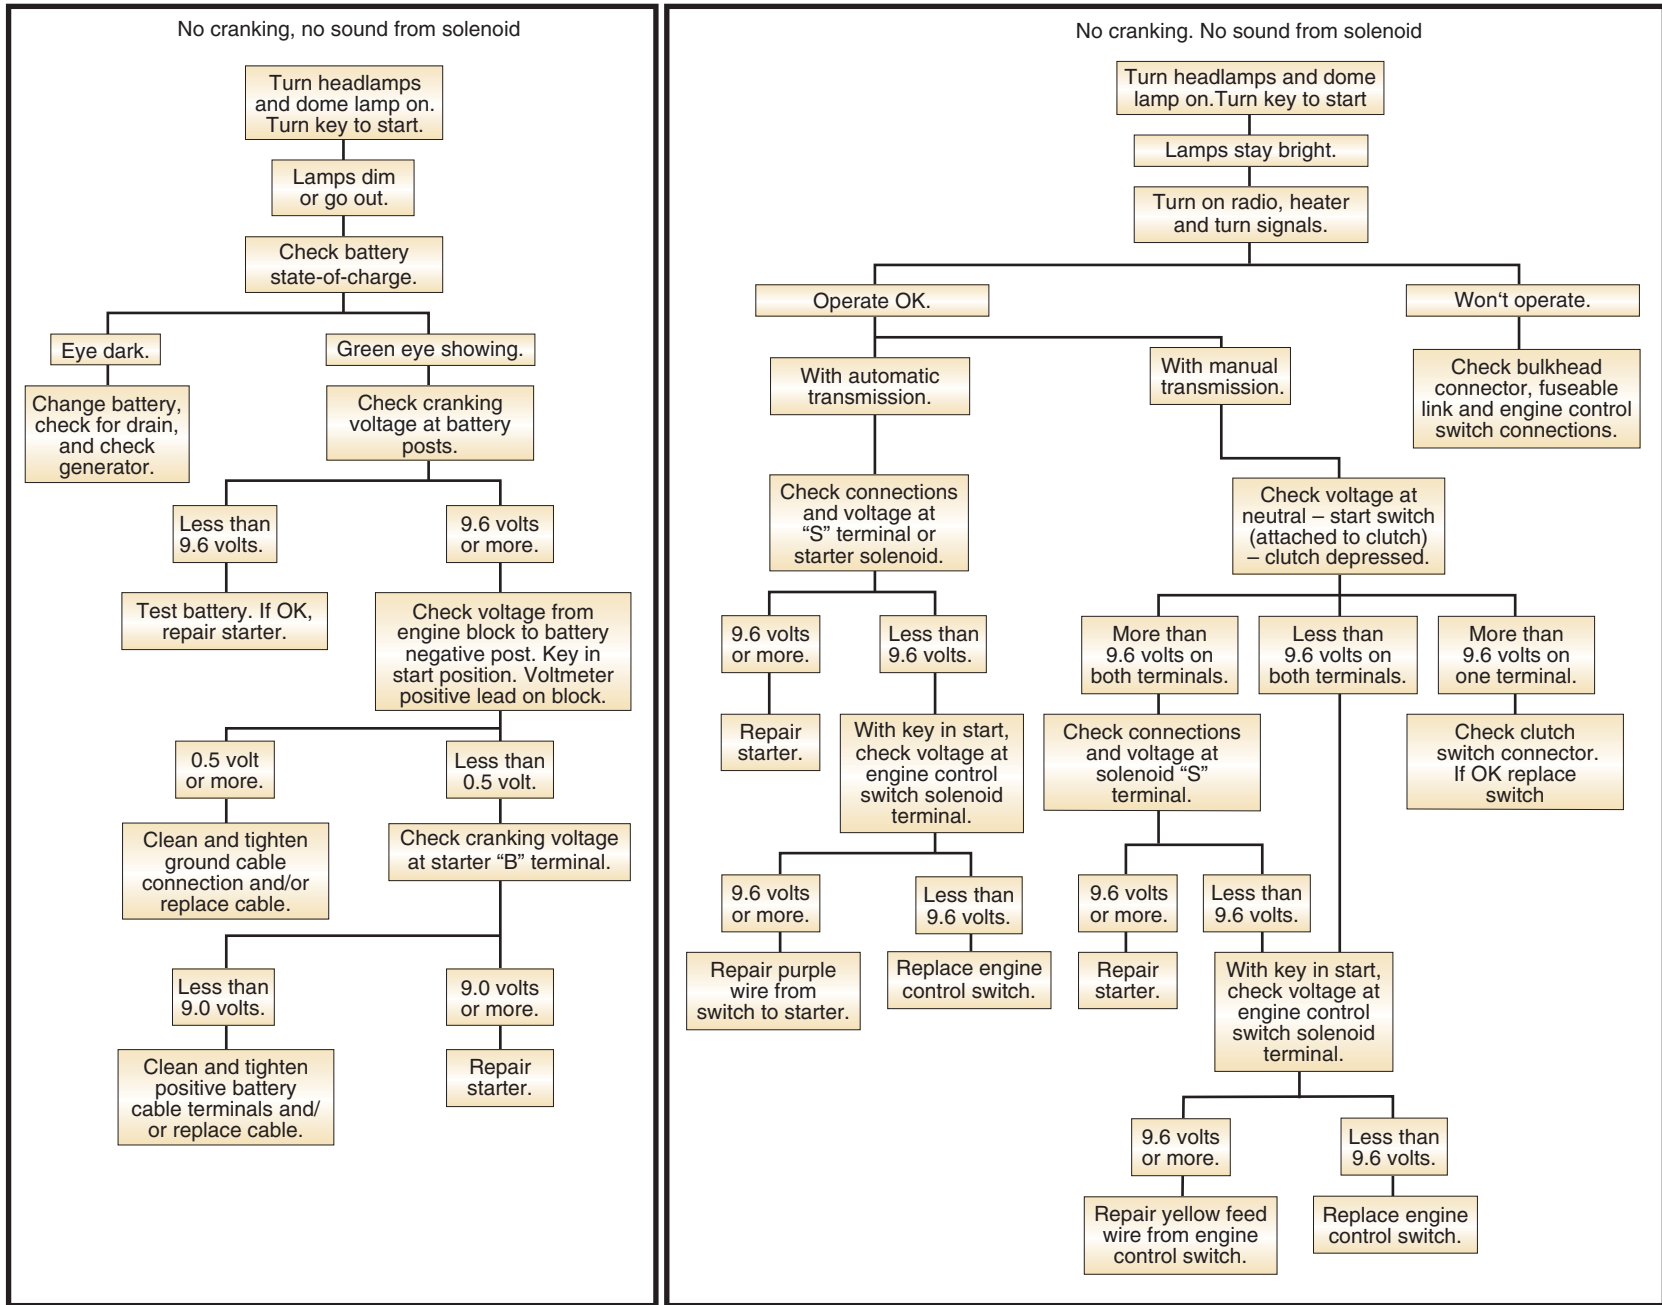 No cranking, no sound from solenoid
Turn headlamps
and dome lamp on.
Turn key to start.
Lamps dim
or go out.
Check battery
state-of-charge.
Eye dark.
Green eye showing.
Change battery,
check for drain,
and check
generator.
Check cranking
voltage at battery
posts.
Less than
9.6 volts.
9.6 volts
or more.
Test battery. If OK,
repair starter.
Check voltage from
engine block to battery
negative post. Key in
start position. Voltmeter
positive lead on block.
0.5 volt
or more.
Less than
0.5 volt.
Clean and tighten
ground cable
connection and/or
replace cable.
Check cranking voltage
at starter “B” terminal.
Less than
9.0 volts.
9.0 volts
or more.
Clean and tighten
positive battery
cable terminals and/
or replace cable.
Repair
starter.
No cranking. No sound from solenoid
Turn headlamps and dome
lamp on.Turn key to start
Lamps stay bright.
Turn on radio, heater
and turn signals.
Operate OK.
Won‘t operate.
With automatic
transmission.
With manual
transmission.
Check bulkhead
connector, fuseable
link and engine control
switch connections.
Check connections
and voltage at
“S” terminal or
starter solenoid.
Check voltage at
neutral – start switch
(attached to clutch)
– clutch depressed.
9.6 volts
or more.
Less than
9.6 volts.
More than
9.6 volts on
both terminals.
Less than
9.6 volts on
both terminals.
More than
9.6 volts on
one terminal.
Repair
starter.
With key in start,
check voltage at
engine control
switch solenoid
terminal.
Check connections
and voltage at
solenoid “S”
terminal.
Check clutch
switch connector.
If OK replace
switch
9.6 volts
or more.
Less than
9.6 volts.
9.6 volts
or more.
Less than
9.6 volts.
Repair purple
wire from
switch to starter.
Replace engine
control switch.
Repair
starter.
With key in start,
check voltage at
engine control
switch solenoid
terminal.
9.6 volts
or more.
Less than
9.6 volts.
Repair yellow feed
wire from engine
control switch.
Replace engine
control switch.